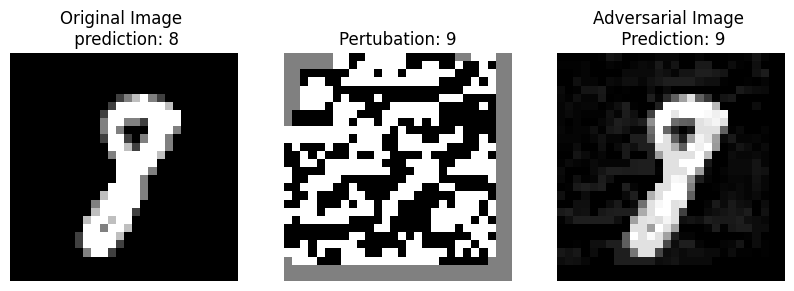 Original Image
prediction: 8
Pertubation: 9
Adversarial Image
Prediction: 9